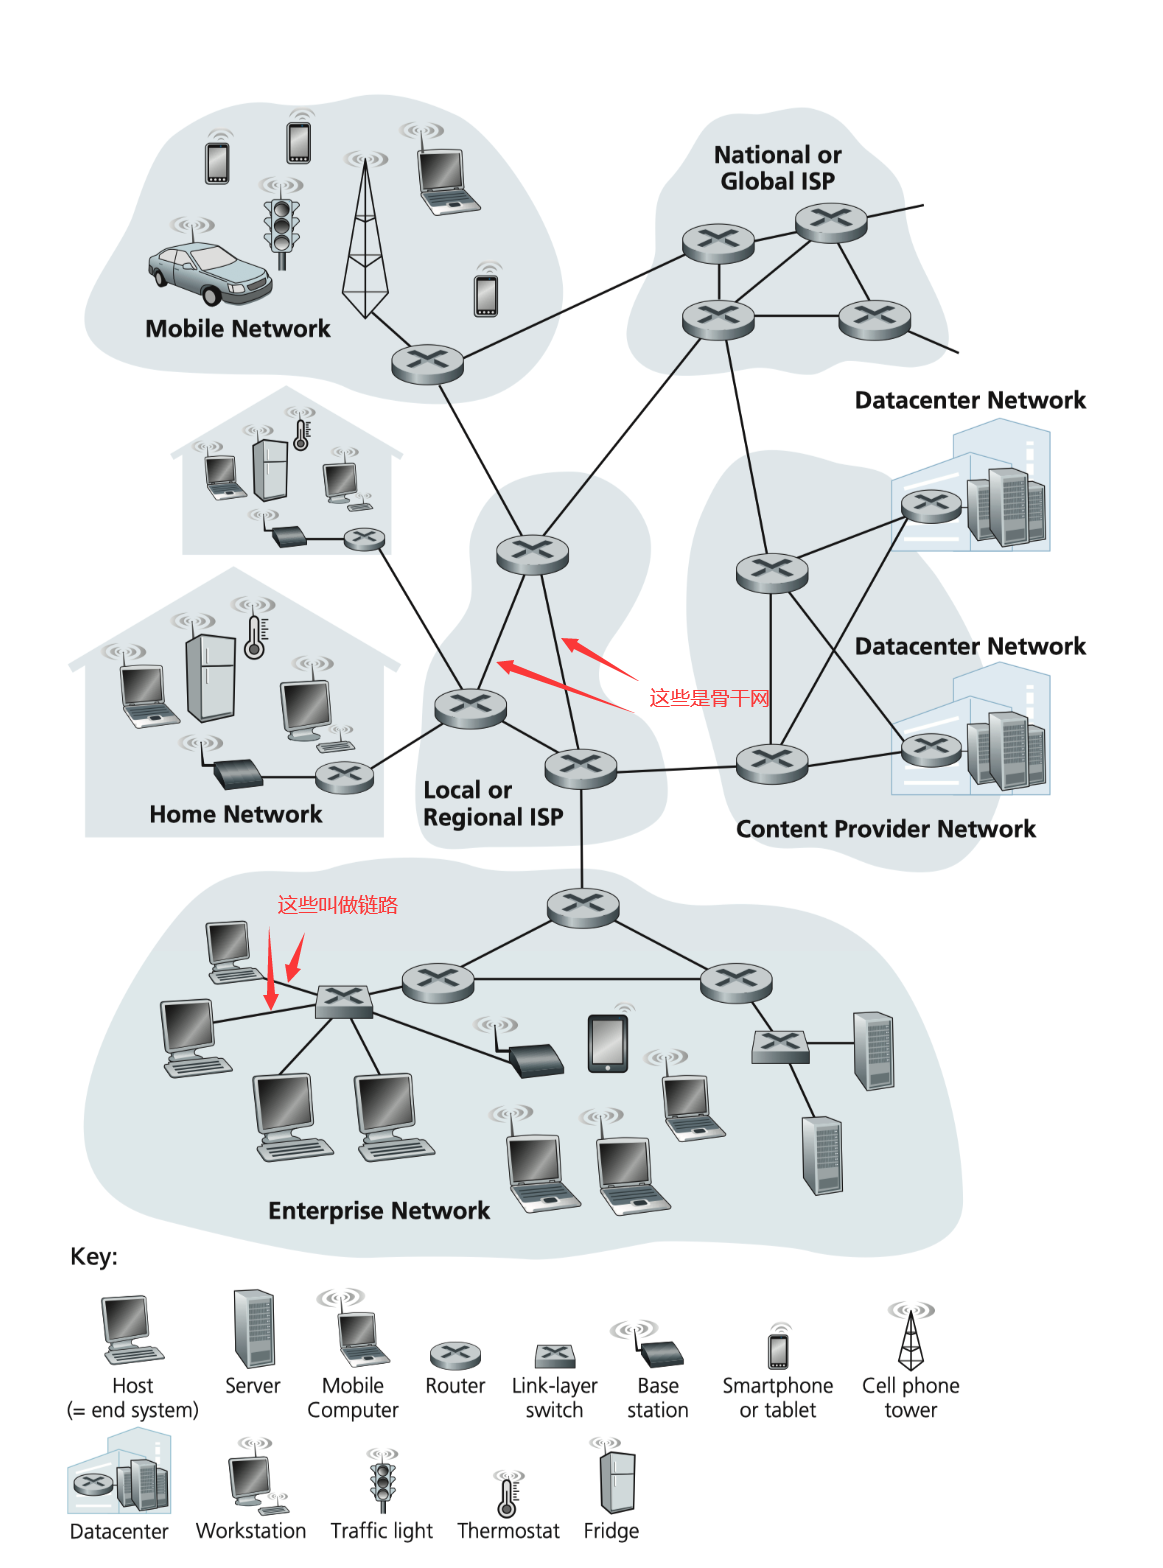 National or
Global ISP
Mobile Network
Datacenter Network
Datacenter Network
这些是骨干网
Local or
Regional ISP
Home Network
Content Provider Network
这些叫做链路
Enterprise Network
Key:
Host
(= end system)
Server
Mobile
Computer
Router
Link-layer
switch
Base
station
Smartphone
or tablet
Cell phone
tower
Datacenter
Workstation
Traffic light
Thermostat
Fridge